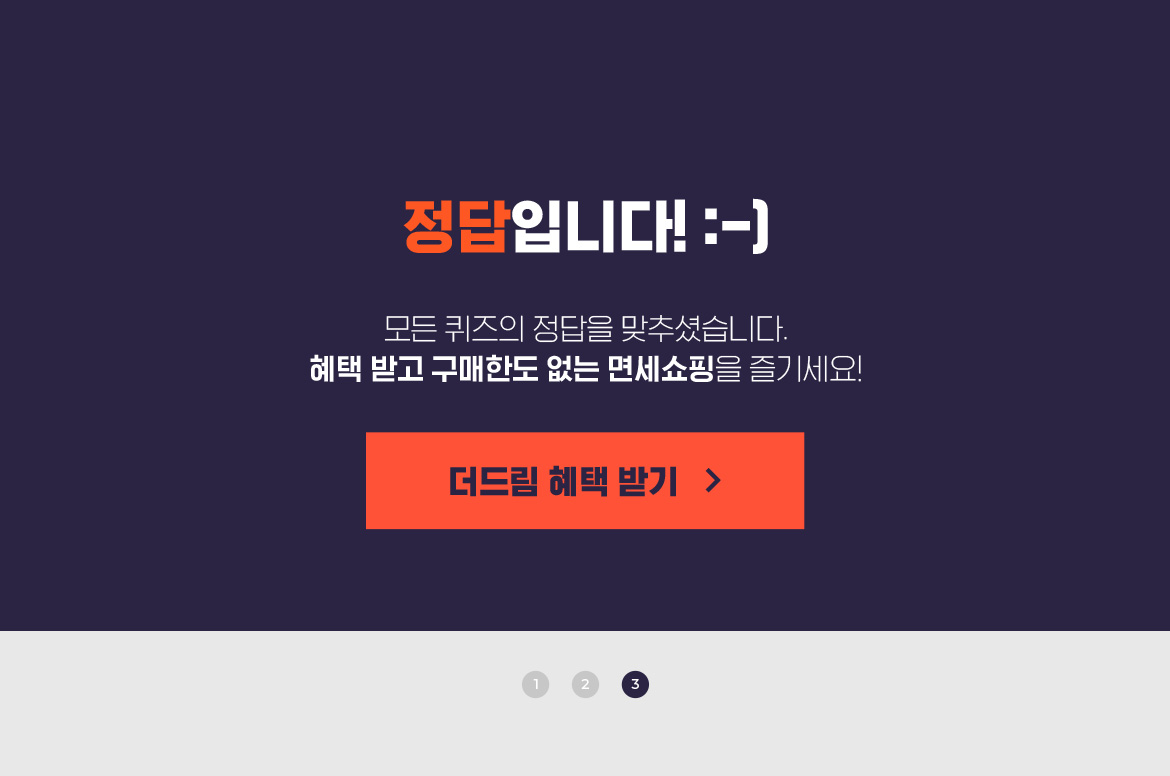 정답입니다! :-)
모든 퀴즈의 정답을 맞추셨습니다.
혜택 받고 구매한도 없는 면세쇼핑을 즐기세요!
더드림 혜택 받기 >
1 2 3